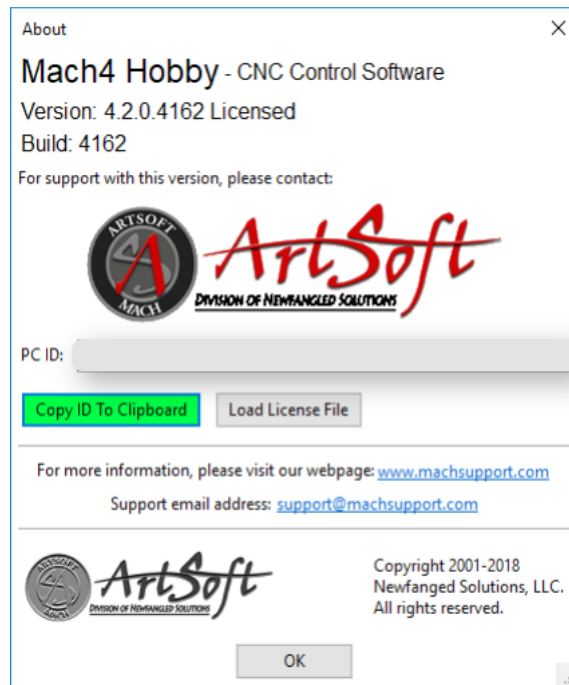 About
Mach4 Hobby - CNC Control Software
Version: 4.2.0.4162 Licensed
Build: 4162
For support with this version, please contact:
ARTSOFT
MACH
ArtSoft
DIVISION OF NEWFANGLED SOLUTIONS
PC ID:
Copy ID To Clipboard Load License File
For more information, please visit our webpage: www.machsupport.com
Support email address: support@machsupport.com
ARTSOFT
MACH
ArtSoft
DIVISION OF NEWFANGLED SOLUTIONS
Copyright 2001-2018
Newfanged Solutions, LLC.
All rights reserved.
OK